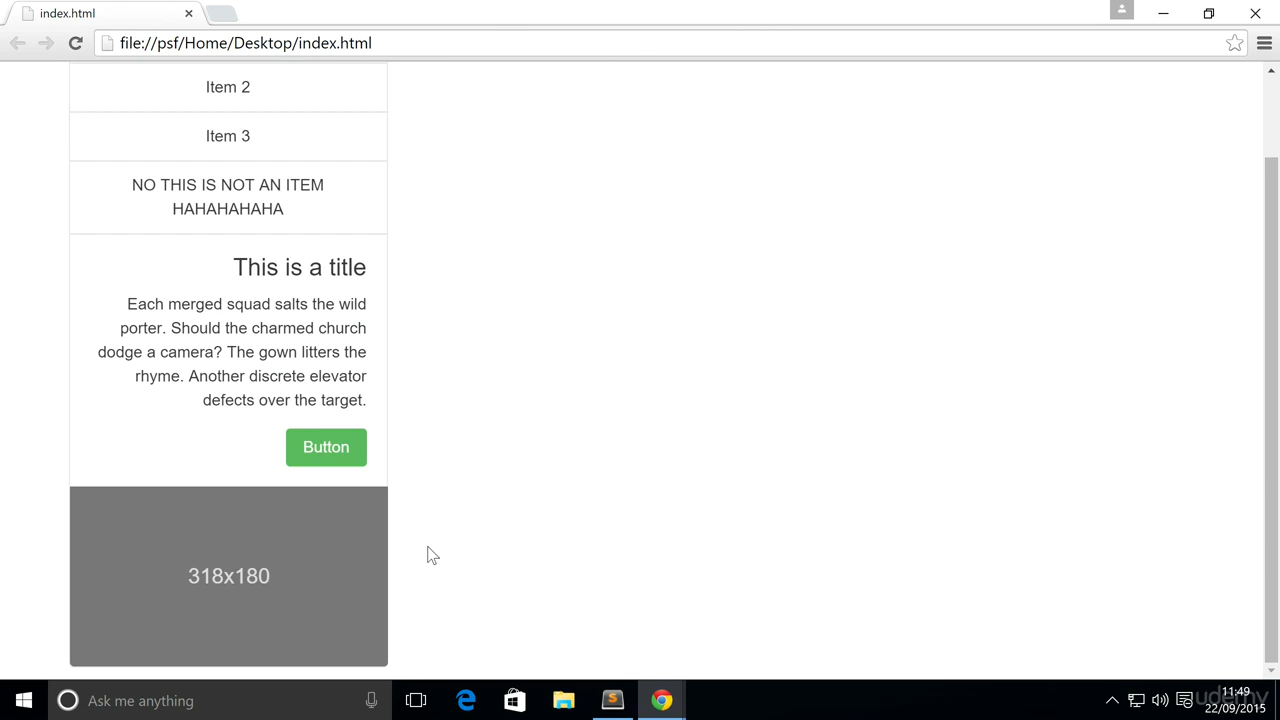 index.html
file://psf/Home/Desktop/index.html
Item 2
Item 3
NO THIS IS NOT AN ITEM
HAHAHAHAHA
This is a title
Each merged squad salts the wild
porter. Should the charmed church
dodge a camera? The gown litters the
rhyme. Another discrete elevator
defects over the target.
Button
318x180
Ask me anything
11:49
22/09/2015
udemy